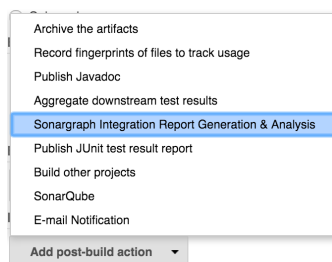 Archive the artifacts
Record fingerprints of files to track usage
Publish Javadoc
Aggregate downstream test results
Sonargraph Integration Report Generation & Analysis
Publish JUnit test result report
Build other projects
SonarQube
E-mail Notification
Add post-build action